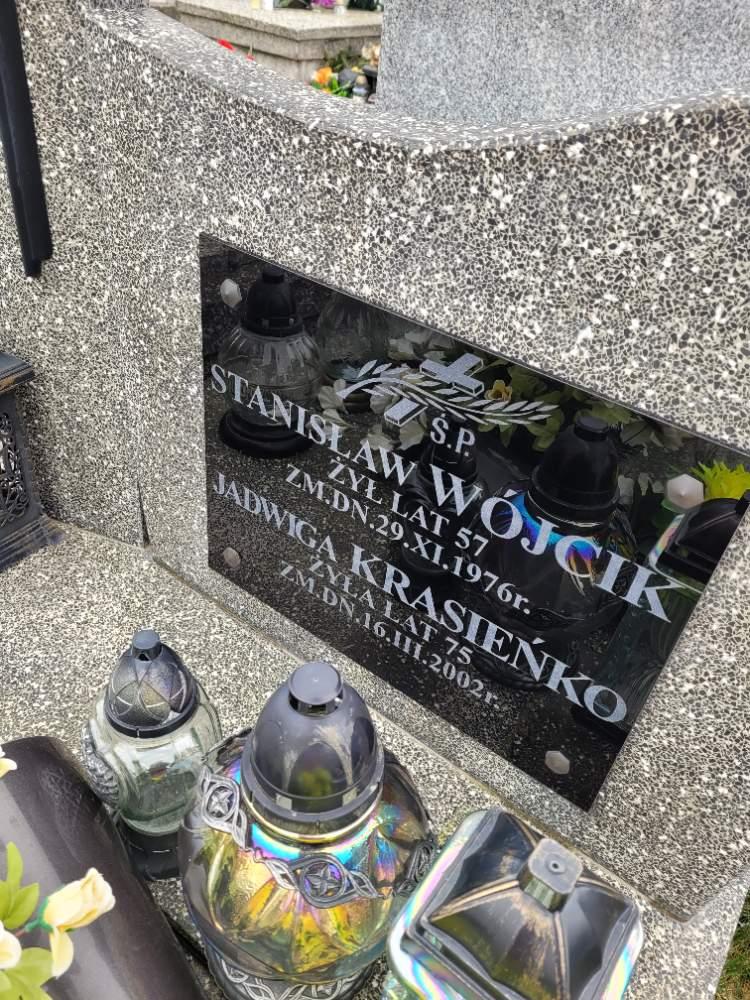 Ś.P.
STANISŁAW WÓJCIK
ŻYŁ LAT 57
ZM.DN.29.XI.1976r.
JADWIGA KRASIEŃKO
ŻYŁA LAT 75
ZM.DN.16.III.2002r.